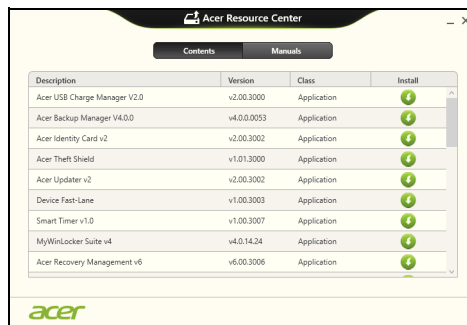 Acer Resource Center
Contents Manuals
Description Version Class Install
Acer USB Charge Manager V2.0 v2.00.3000 Application
Acer Backup Manager V4.0.0 v4.0.0.0053 Application
Acer Identity Card v2 v2.00.3002 Application
Acer Theft Shield v1.01.3000 Application
Acer Updater v2 v2.00.3002 Application
Device Fast-Lane v1.00.3003 Application
Smart Timer v1.0 v1.00.3007 Application
MyWinLocker Suite v4 v4.0.14.24 Application
Acer Recovery Management v6 v6.00.3006 Application
acer